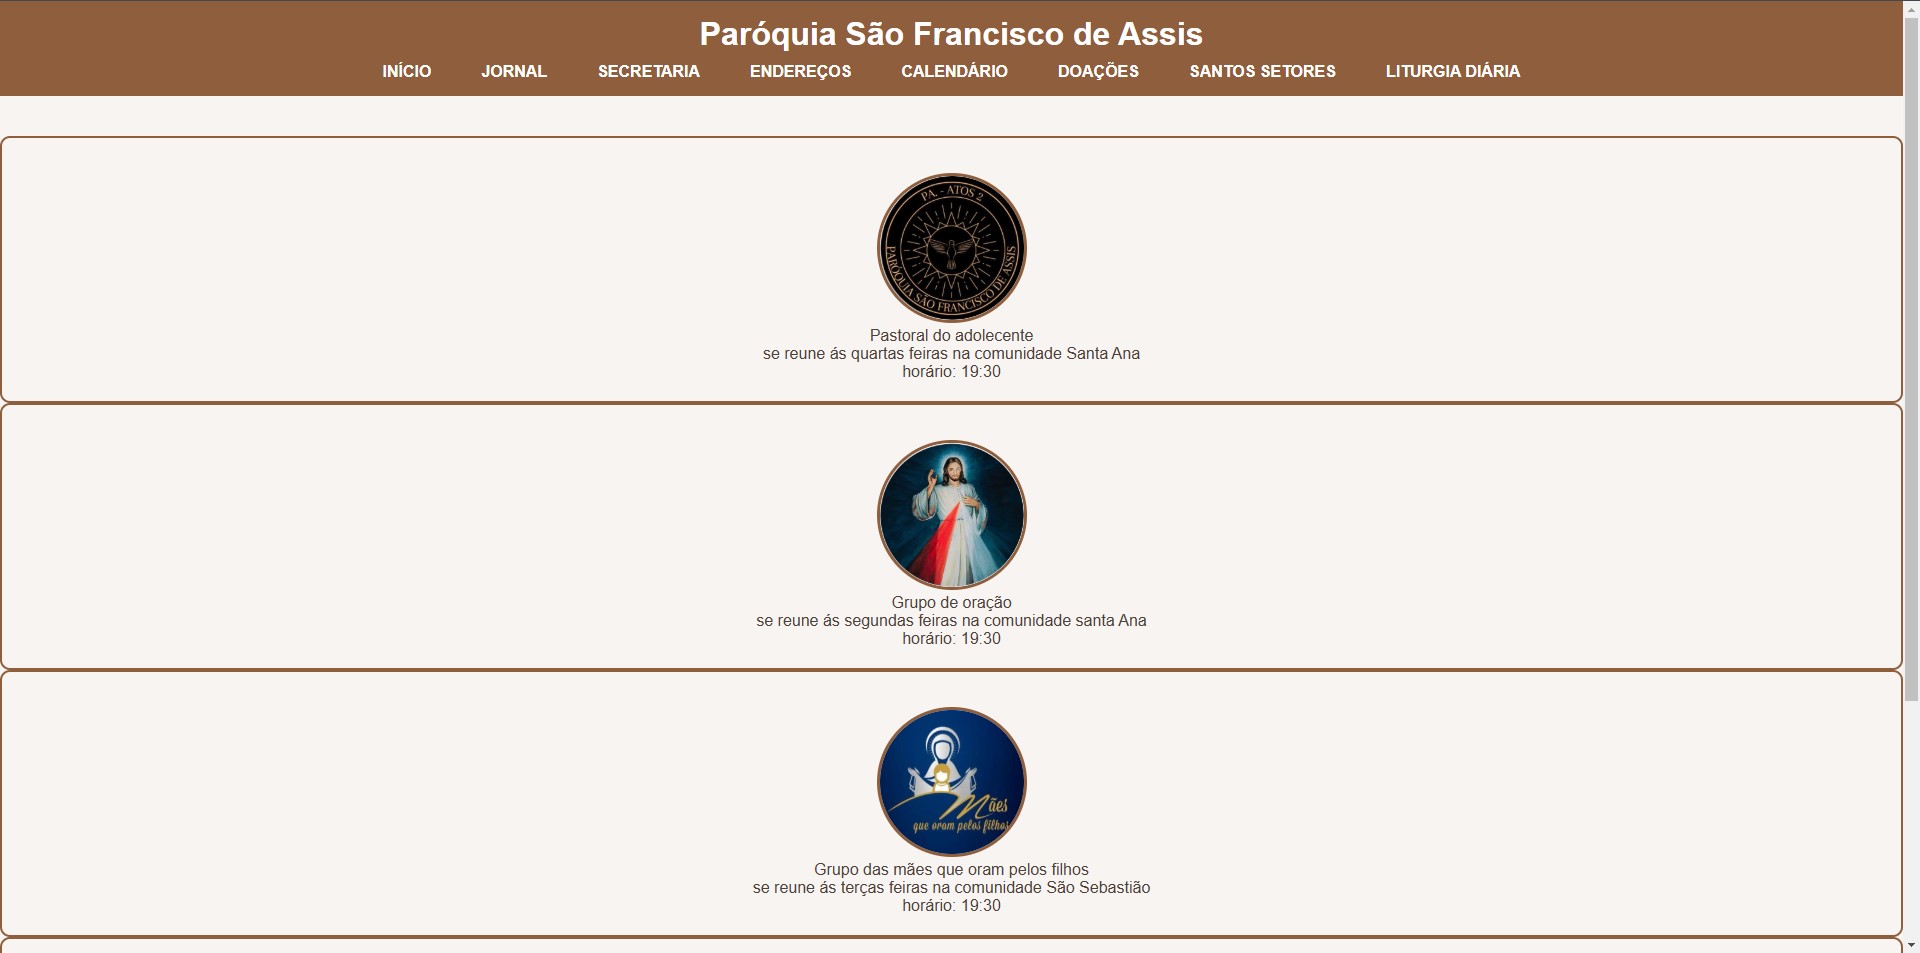 Paróquia São Francisco de Assis
INÍCIO JORNAL SECRETARIA ENDEREÇOS CALENDÁRIO DOAÇÕES SANTOS SETORES LITURGIA DIÁRIA
PA. - ATOS 2
PARÓQUIA SÃO FRANCISCO DE ASSIS
Pastoral do adolecente
se reune ás quartas feiras na comunidade Santa Ana
horário: 19:30
Grupo de oração
se reune ás segundas feiras na comunidade santa Ana
horário: 19:30
Mães
que oram pelos filhos
Grupo das mães que oram pelos filhos
se reune ás terças feiras na comunidade São Sebastião
horário: 19:30